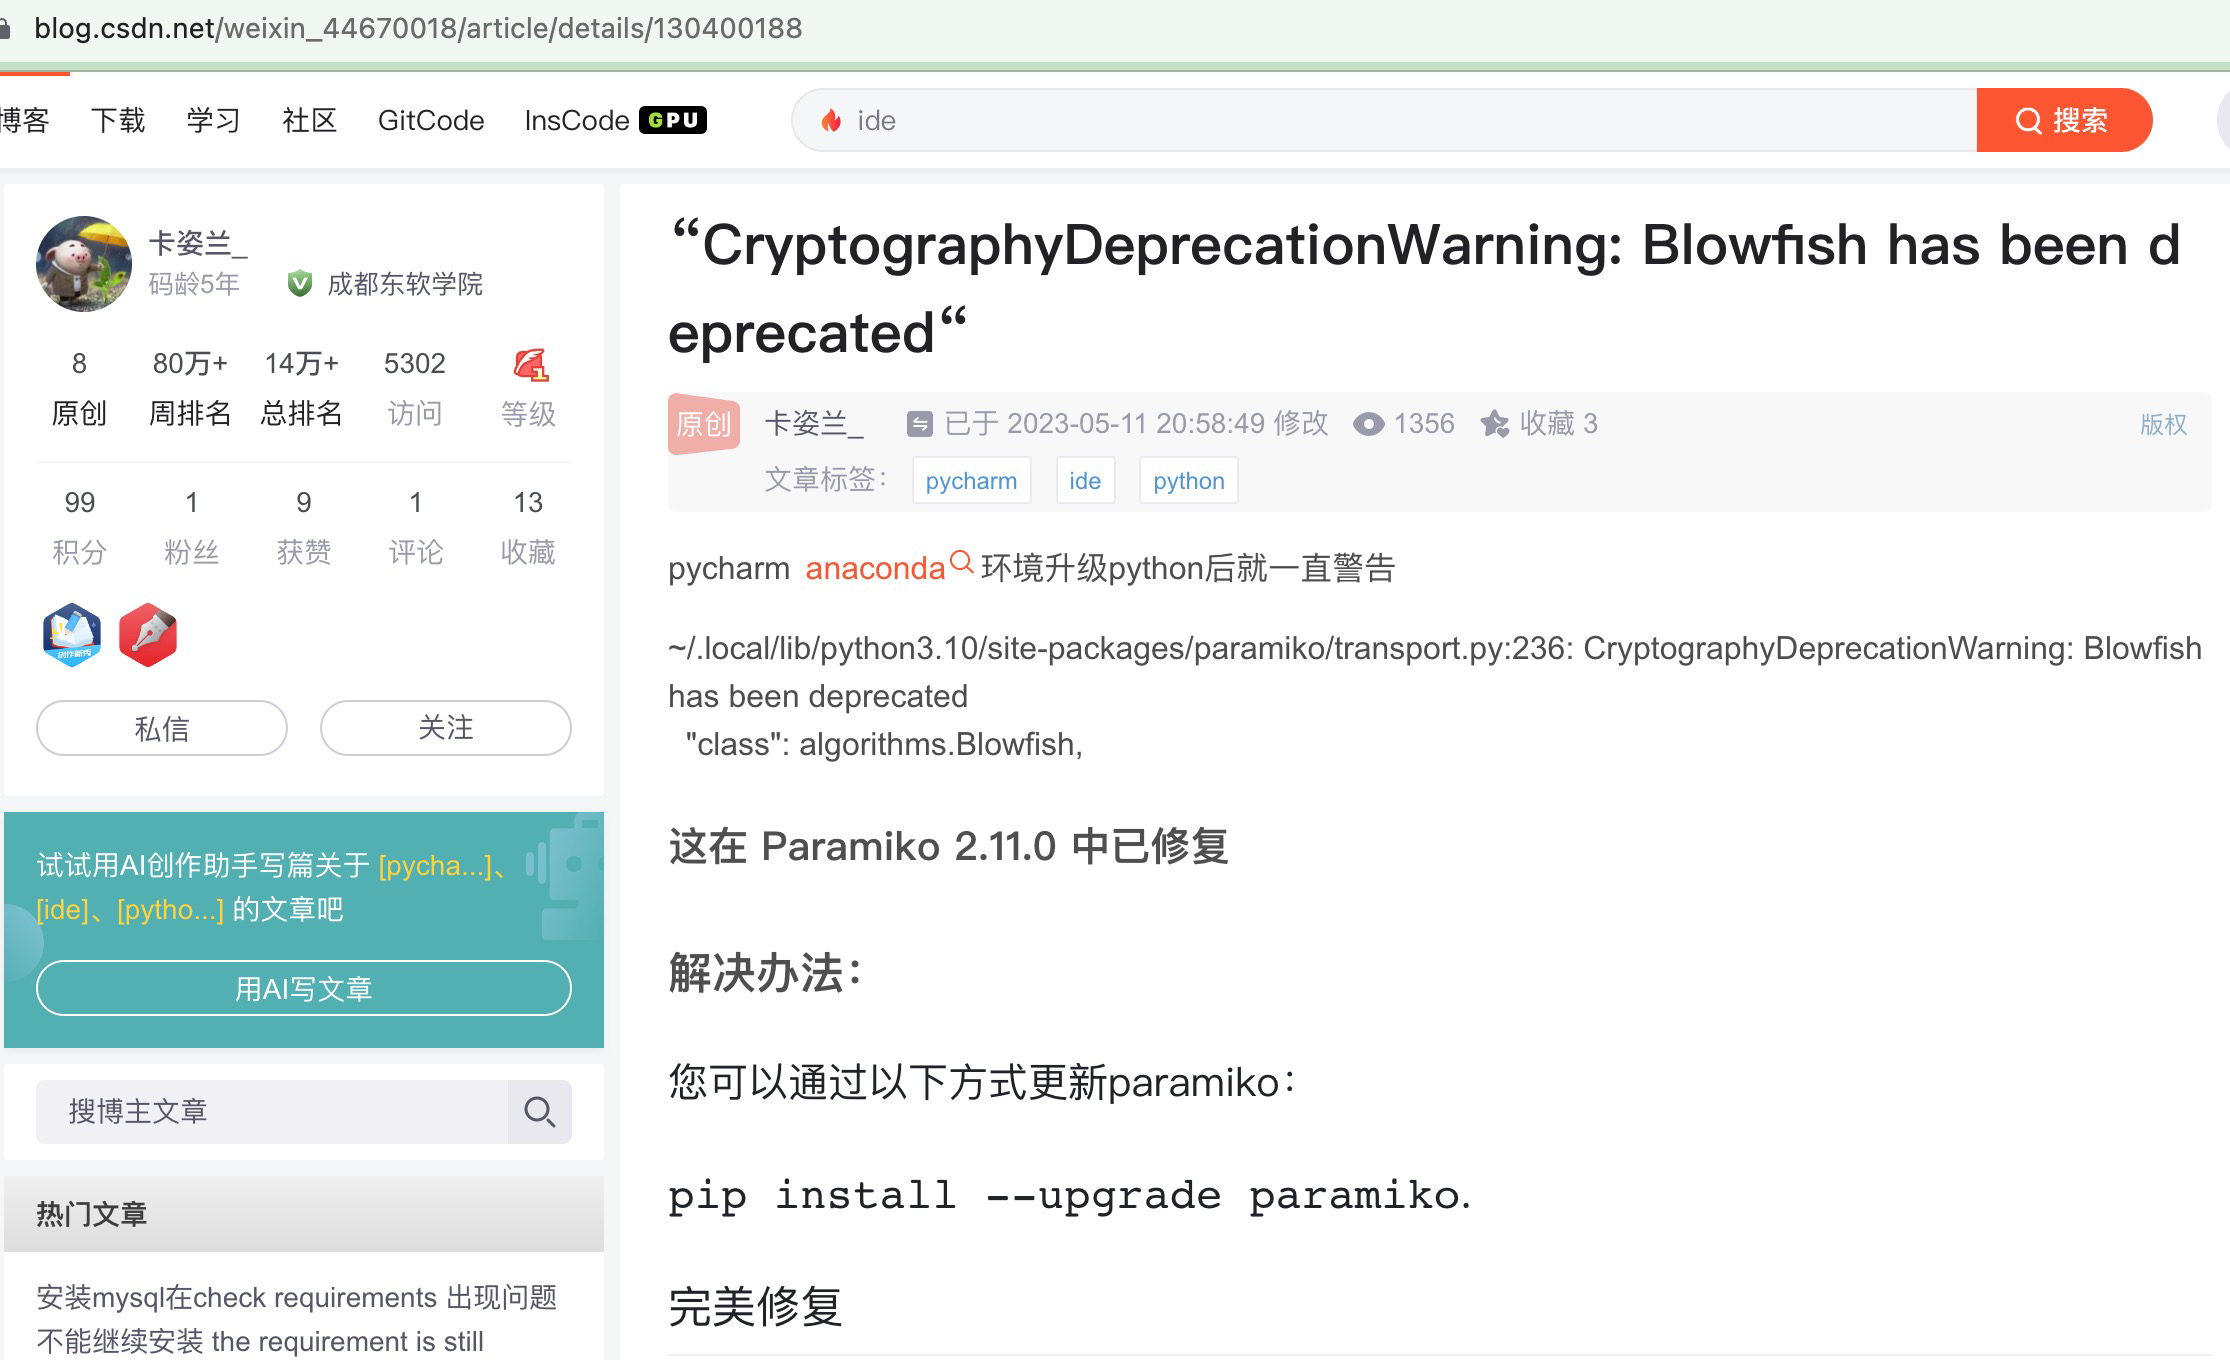 blog.csdn.net/weixin_44670018/article/details/130400188
博客 下载 学习 社区 GitCode InsCode GPU ide 搜索
卡姿兰_
码龄5年 成都东软学院
8 80万+ 14万+ 5302 1
原创 周排名 总排名 访问 等级
99 1 9 1 13
积分 粉丝 获赞 评论 收藏
创作新秀
私信 关注
试试用AI创作助手写篇关于 [pycha...]、
[ide]、[pytho...] 的文章吧
用AI写文章
搜博主文章
热门文章
安装mysql在check requirements 出现问题
不能继续安装 the requirement is still
“CryptographyDeprecationWarning: Blowfish has been d
eprecated“
原创 卡姿兰_ 已于 2023-05-11 20:58:49 修改 1356 收藏 3 版权
文章标签： pycharm ide python
pycharm anaconda 环境升级python后就一直警告
~/.local/lib/python3.10/site-packages/paramiko/transport.py:236: CryptographyDeprecationWarning: Blowfish
has been deprecated
"class": algorithms.Blowfish,
这在 Paramiko 2.11.0 中已修复
解决办法：
您可以通过以下方式更新paramiko：
pip install --upgrade paramiko.
完美修复